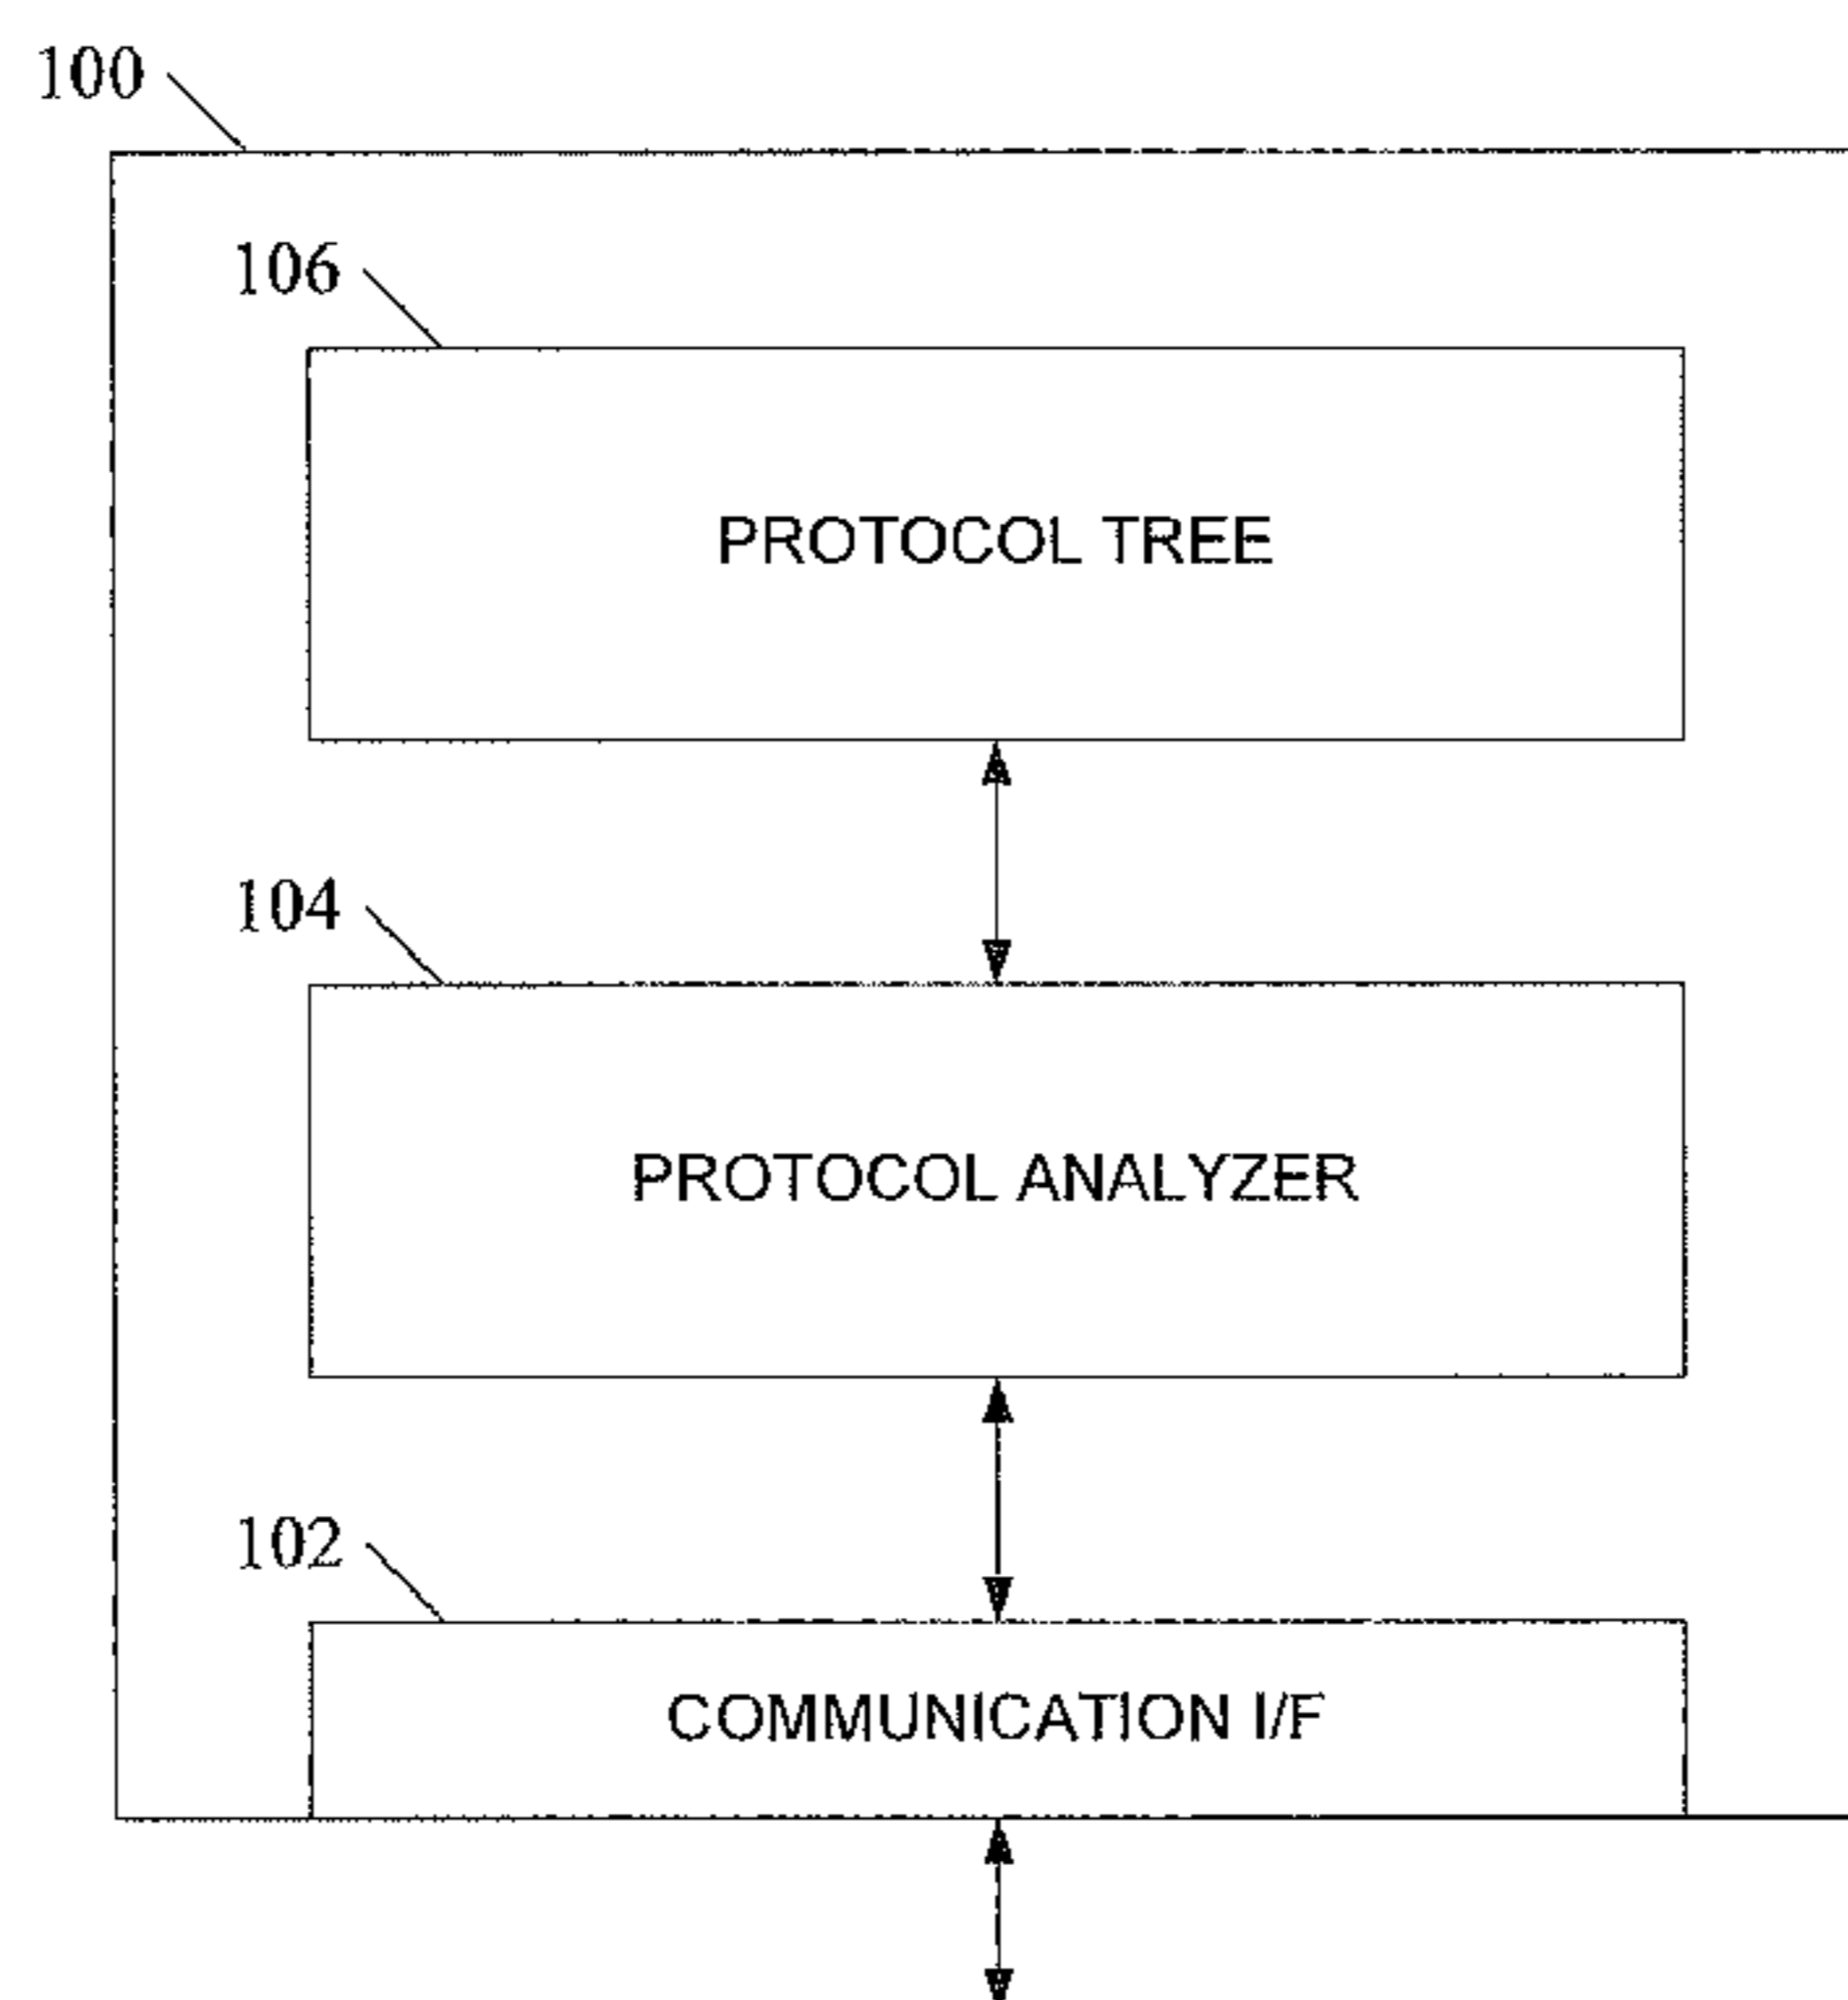 100
106
PROTOCOL TREE
104
PROTOCOL ANALYZER
102
COMMUNICATION I/F